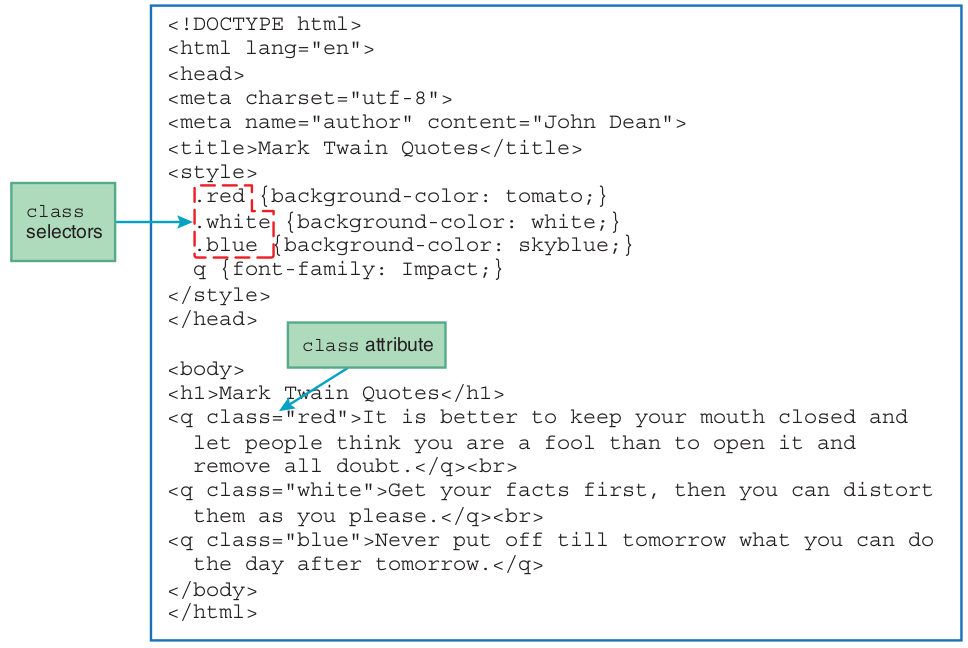 <!DOCTYPE html>
<html lang="en">
<head>
<meta charset="utf-8">
<meta name="author" content="John Dean">
<title>Mark Twain Quotes</title>
<style>
  .red {background-color: tomato;}
  .white {background-color: white;}
  .blue {background-color: skyblue;}
  q {font-family: Impact;}
</style>
</head>
class
selectors
class attribute
<body>
<h1>Mark Twain Quotes</h1>
<q class="red">It is better to keep your mouth closed and
  let people think you are a fool than to open it and
  remove all doubt.</q><br>
<q class="white">Get your facts first, then you can distort
  them as you please.</q><br>
<q class="blue">Never put off till tomorrow what you can do
  the day after tomorrow.</q>
</body>
</html>